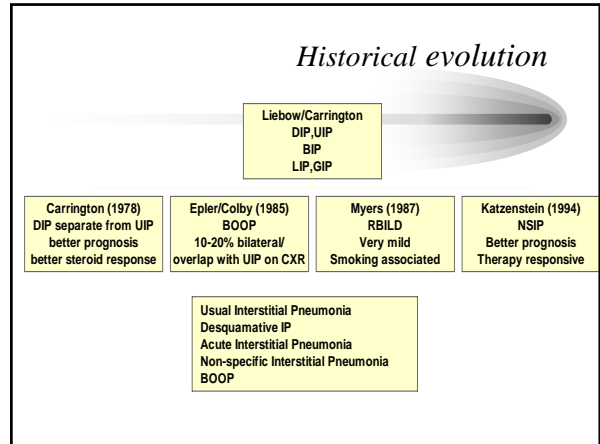 Historical evolution
Liebow/Carrington
DIP,UIP
BIP
LIP,GIP
Carrington (1978)
DIP separate from UIP
better prognosis
better steroid response
Epler/Colby (1985)
BOOP
10-20% bilateral/
overlap with UIP on CXR
Myers (1987)
RBILD
Very mild
Smoking associated
Katzenstein (1994)
NSIP
Better prognosis
Therapy responsive
Usual Interstitial Pneumonia
Desquamative IP
Acute Interstitial Pneumonia
Non-specific Interstitial Pneumonia
BOOP